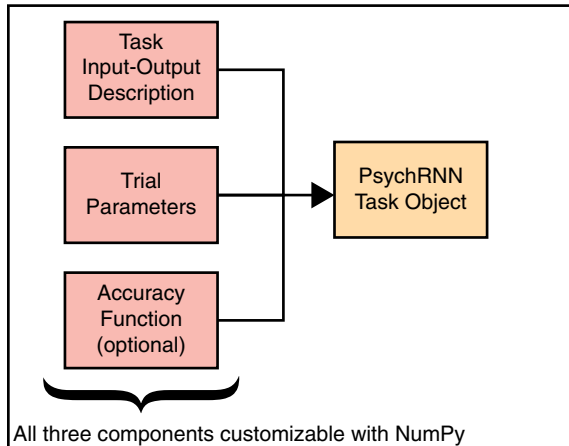 Task
Input-Output
Description
Trial
Parameters
Accuracy
Function
(optional)
PsychRNN
Task Object
All three components customizable with NumPy